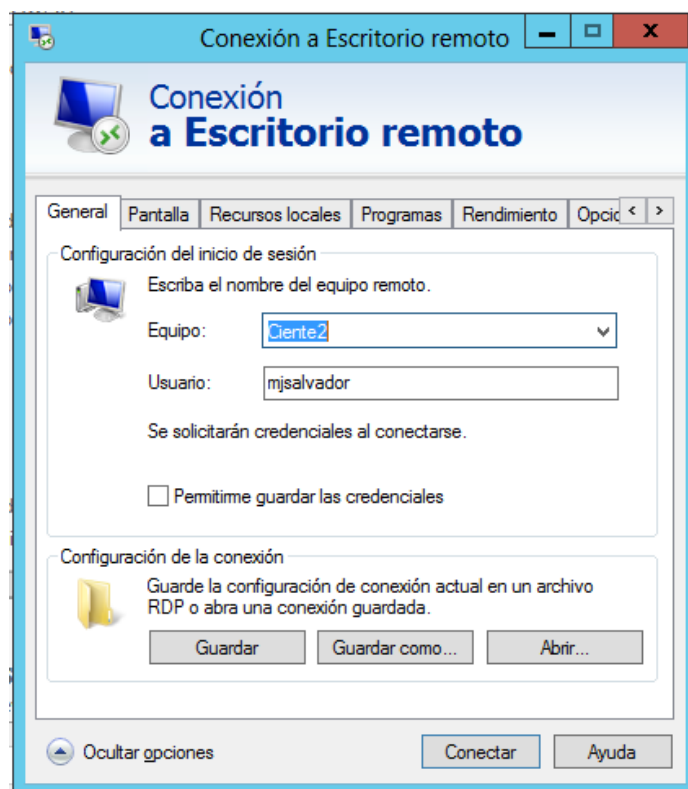 Conexión a Escritorio remoto
Conexión
a Escritorio remoto
General Pantalla Recursos locales Programas Rendimiento Opcic
Configuración del inicio de sesión
Escriba el nombre del equipo remoto.
Equipo: Ciente2
Usuario: mjsalvador
Se solicitarán credenciales al conectarse.
Permitirme guardar las credenciales
Configuración de la conexión
Guarde la configuración de conexión actual en un archivo
RDP o abra una conexión guardada.
Guardar Guardar como... Abrir...
Ocultar opciones Conectar Ayuda